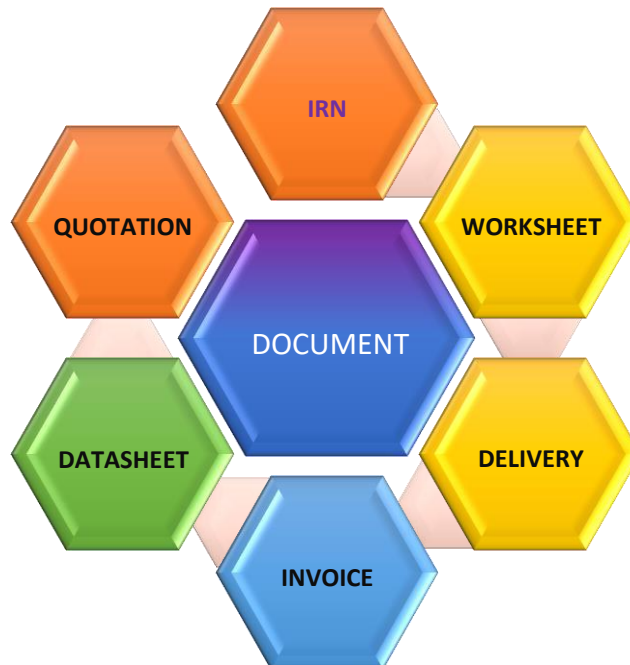 IRN
QUOTATION
WORKSHEET
DOCUMENT
DATASHEET
DELIVERY
INVOICE